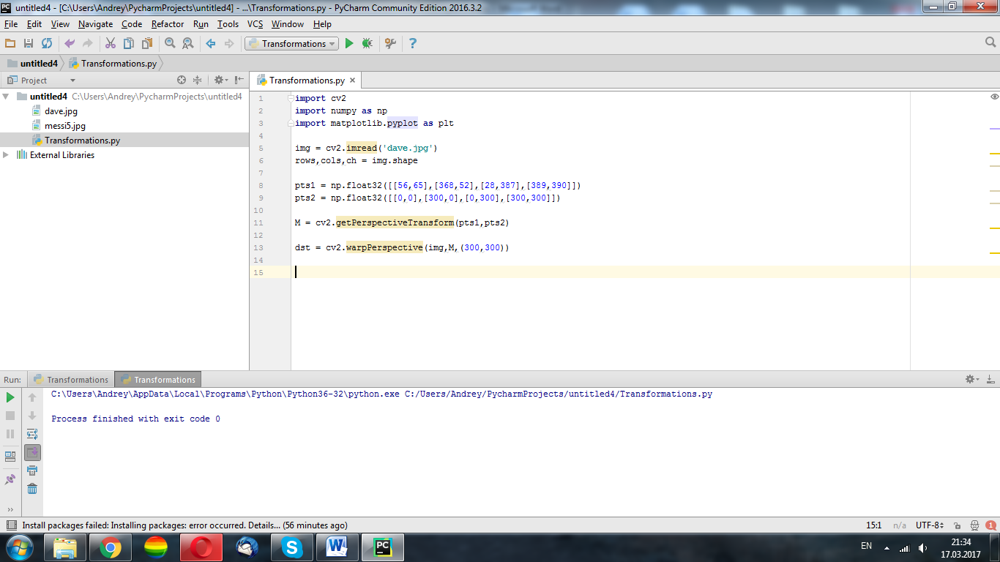 untitled4 - [C:\Users\Andrey\PycharmProjects\untitled4] - ...\Transformations.py - PyCharm Community Edition 2016.3.2
File Edit View Navigate Code Refactor Run Tools VCS Window Help
Transformations
untitled4 Transformations.py
Project
Transformations.py
untitled4 C:\Users\Andrey\PycharmProjects\untitled4
dave.jpg
messi5.jpg
Transformations.py
External Libraries
1 import cv2
2 import numpy as np
3 import matplotlib.pyplot as plt
4
5 img = cv2.imread('dave.jpg')
6 rows,cols,ch = img.shape
7
8 pts1 = np.float32([[56,65],[368,52],[28,387],[389,390]])
9 pts2 = np.float32([[0,0],[300,0],[0,300],[300,300]])
10
11 M = cv2.getPerspectiveTransform(pts1,pts2)
12
13 dst = cv2.warpPerspective(img,M,(300,300))
14
15
Run: Transformations Transformations
C:\Users\Andrey\AppData\Local\Programs\Python\Python36-32\python.exe C:/Users/Andrey/PycharmProjects/untitled4/Transformations.py
Process finished with exit code 0
Install packages failed: Installing packages: error occurred. Details... (56 minutes ago) 15:1 n/a UTF-8 1
EN 21:34
17.03.2017